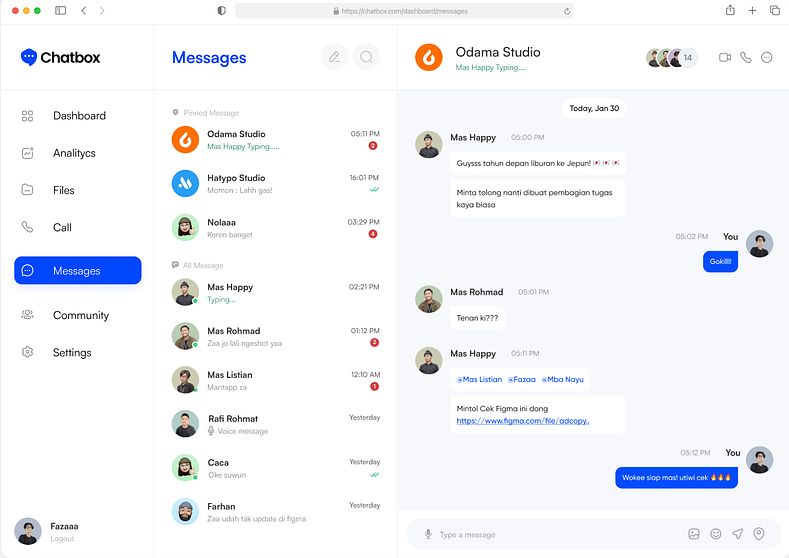 https://chatbox.com/dashboard/messages
Chatbox
Dashboard
Analitycs
Files
Call
Messages
Community
Settings
Fazaaa
Logout
Messages
Pinned Message
Odama Studio
05:11 PM
Mas Happy Typing.....
2
Hatypo Studio
16:01 PM
Momon : Lahh gas!
Nolaaa
03:29 PM
Keren banget
4
All Message
Mas Happy
02:21 PM
Typing...
Mas Rohmad
01:12 PM
Zaa jo lali ngeshot yaa
2
Mas Listian
12:10 AM
Mantapp za
1
Rafi Rohmat
Yesterday
Voice message
Caca
Yesterday
Oke suwun
Farhan
Yesterday
Zaa udah tak update di figma
Odama Studio
Mas Happy Typing....
14
Today, Jan 30
Mas Happy
05:00 PM
Guysss tahun depan liburan ke Jepun!
Minta tolong nanti dibuat pembagian tugas
kaya biasa
05:02 PM
You
Gokill!
Mas Rohmad
05:01 PM
Tenan ki???
Mas Happy
05:11 PM
@Mas Listian @Fazaa @Mba Nayu
Mintol Cek Figma ini dong
https://www.figma.com/file/adcopy..
05:12 PM
You
Wokee siap mas! utiwi cek 🔥🔥🔥
Type a message